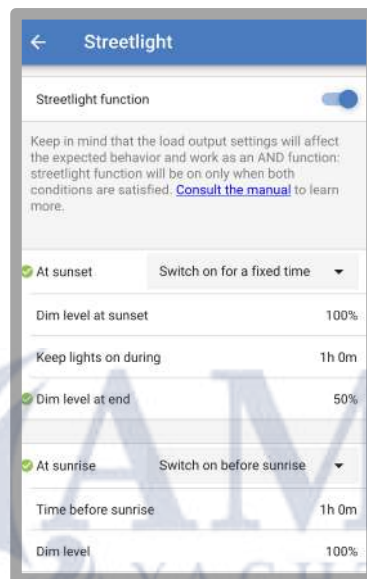 ← Streetlight
Streetlight function
Keep in mind that the load output settings will affect
the expected behavior and work as an AND function:
streetlight function will be on only when both
conditions are satisfied. Consult the manual to learn
more.
At sunset Switch on for a fixed time
Dim level at sunset 100%
Keep lights on during 1h 0m
Dim level at end 50%
At sunrise Switch on before sunrise
Time before sunrise 1h 0m
Dim level 100%
AM
YACHT